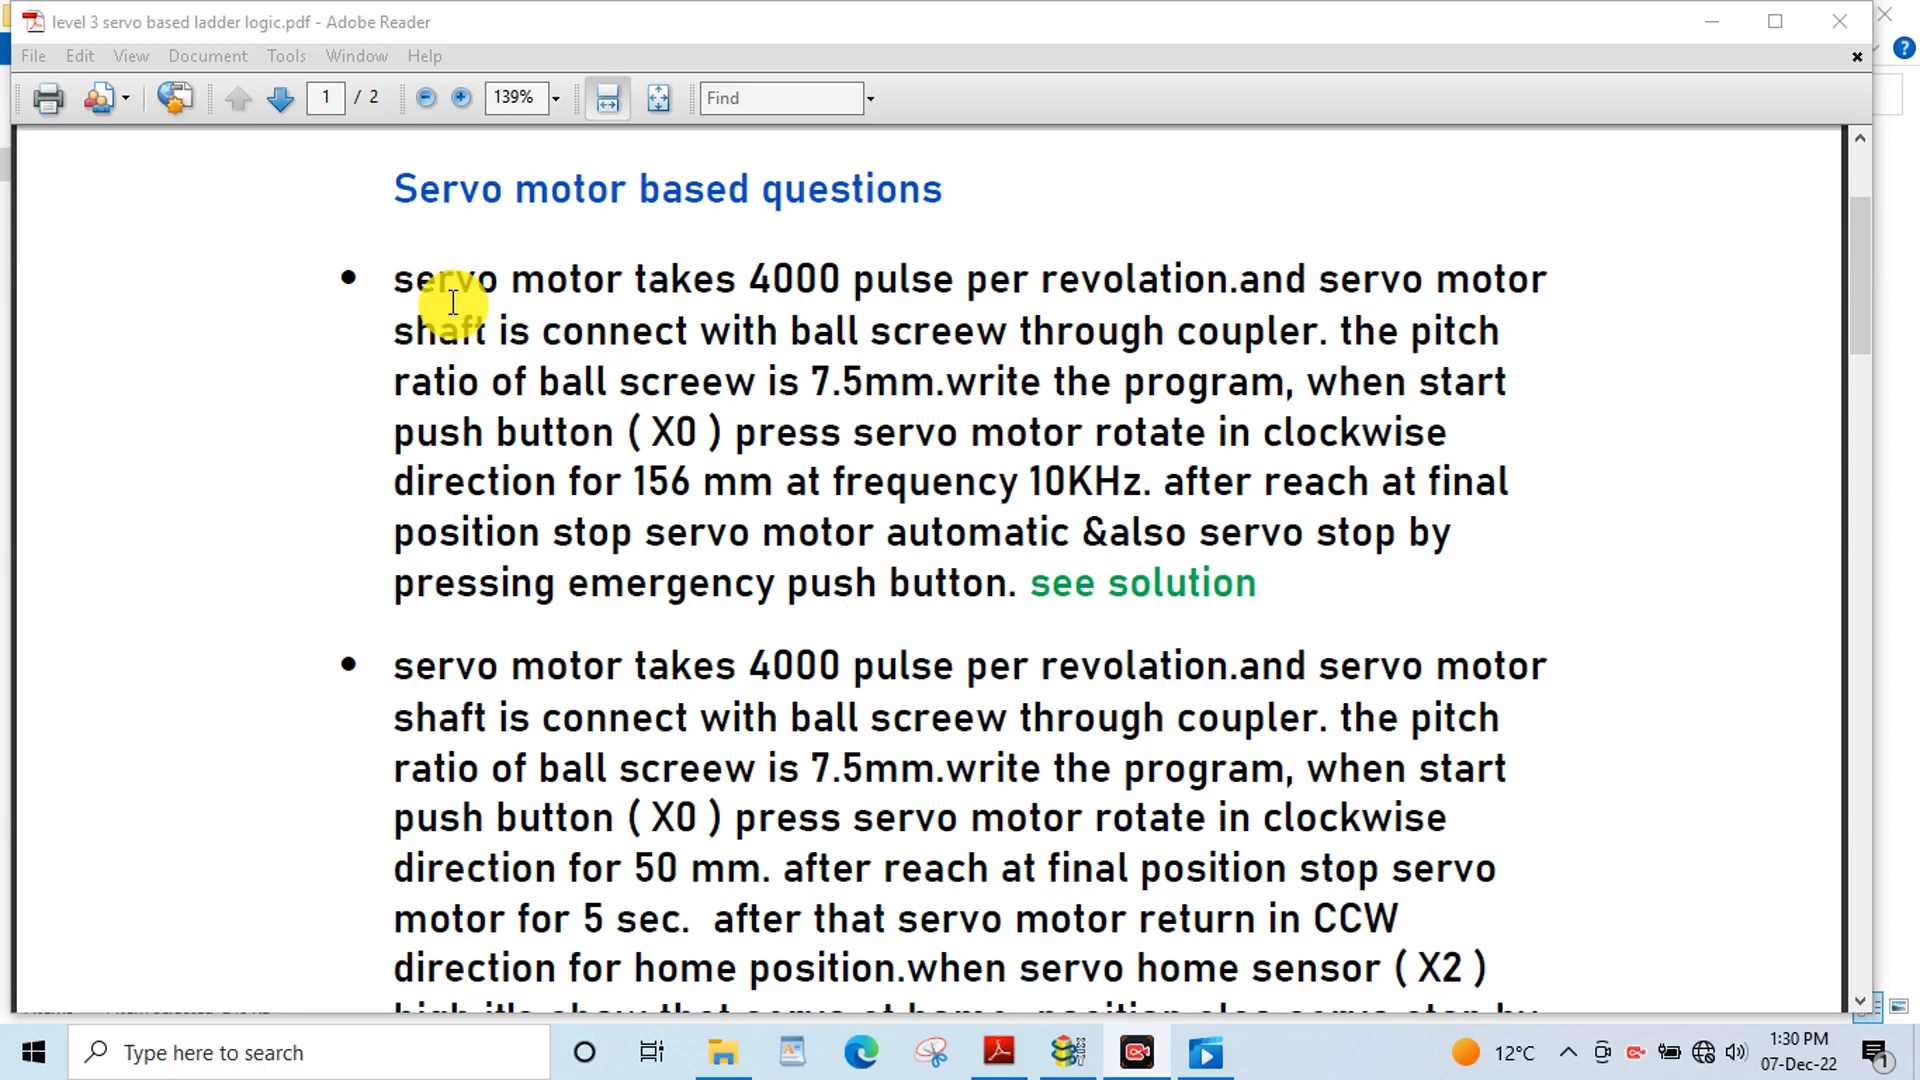 level 3 servo based ladder logic.pdf - Adobe Reader
File Edit View Document Tools Window Help
1 / 2 139% Find
Servo motor based questions
• servo motor takes 4000 pulse per revolation.and servo motor
shaft is connect with ball screew through coupler. the pitch
ratio of ball screew is 7.5mm.write the program, when start
push button ( X0 ) press servo motor rotate in clockwise
direction for 156 mm at frequency 10KHz. after reach at final
position stop servo motor automatic &also servo stop by
pressing emergency push button. see solution
• servo motor takes 4000 pulse per revolation.and servo motor
shaft is connect with ball screew through coupler. the pitch
ratio of ball screew is 7.5mm.write the program, when start
push button ( X0 ) press servo motor rotate in clockwise
direction for 50 mm. after reach at final position stop servo
motor for 5 sec. after that servo motor return in CCW
direction for home position.when servo home sensor ( X2 )
Type here to search
12°C
1:30 PM
07-Dec-22
1